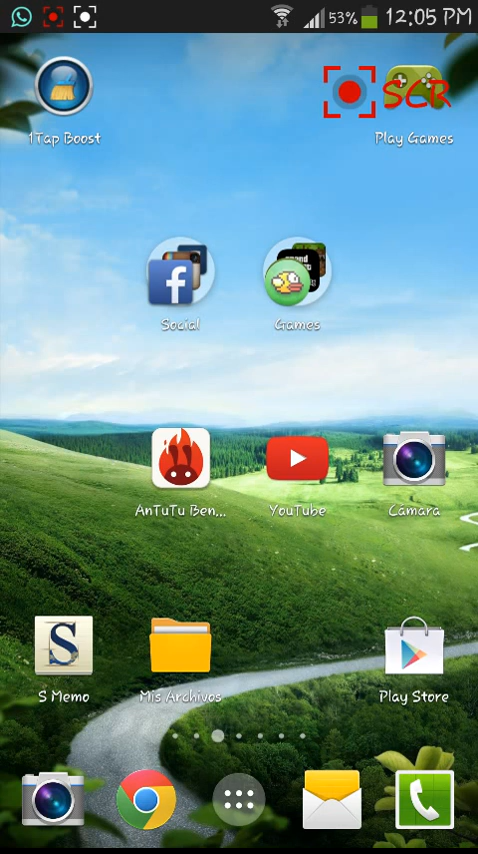 53% 12:05 PM
SCR
1Tap Boost
Play Games
Social
Games
AnTuTu Ben...
YouTube
Cámara
S
S Memo
Mis Archivos
Play Store